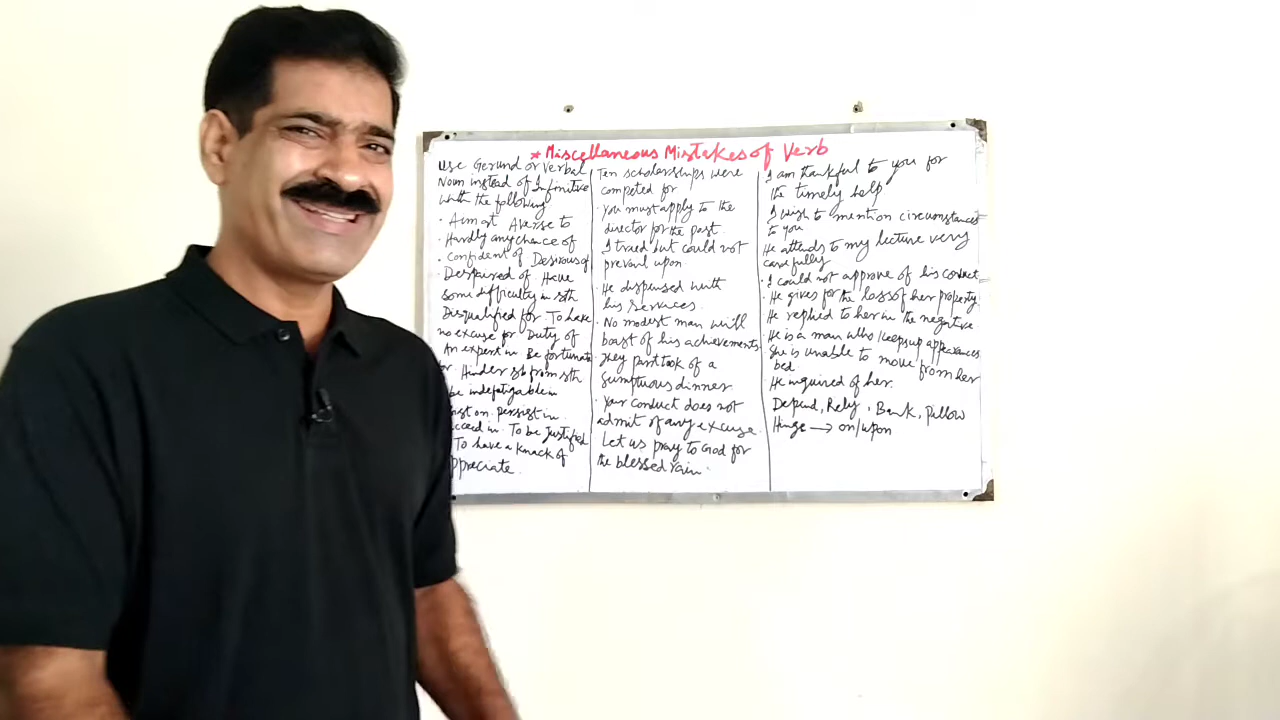 * Miscellaneous Mistakes of Verb
Use Gerund or Verbal
Noun instead of Infinitive
with the following
· Aim at Averse to
· Hardly any chance of
· Confident of Desirous of
Despaired of Have
some difficulty in sth
Disqualified for To have
no excuse for Duty of
An expert in Be fortunate
Hinder sb from sth
be indefatigable in
persist in
To be justified
To have a knack of
ppreciate.
Ten scholarships were
competed for
· You must apply to the
director for the post.
· I tried but could not
prevail upon
· He dispensed with
his services.
· No modest man will
boast of his achievements.
· They partook of a
sumptuous dinner
· Your conduct does not
admit of any excuse.
Let us pray to God for
the blessed rain.
I am thankful to you for
the timely help
· I wish to mention circumstances
to you
He attends to my lecture very
carefully
· I could not approve of his conduct
· He gives for the loss of her property.
He replied to her in the negative.
He is a man who keeps up appearances
She is unable to move from her
bed.
· He inquired of her.
Depend, Rely, Bank, Pillow
Hinge → on/upon